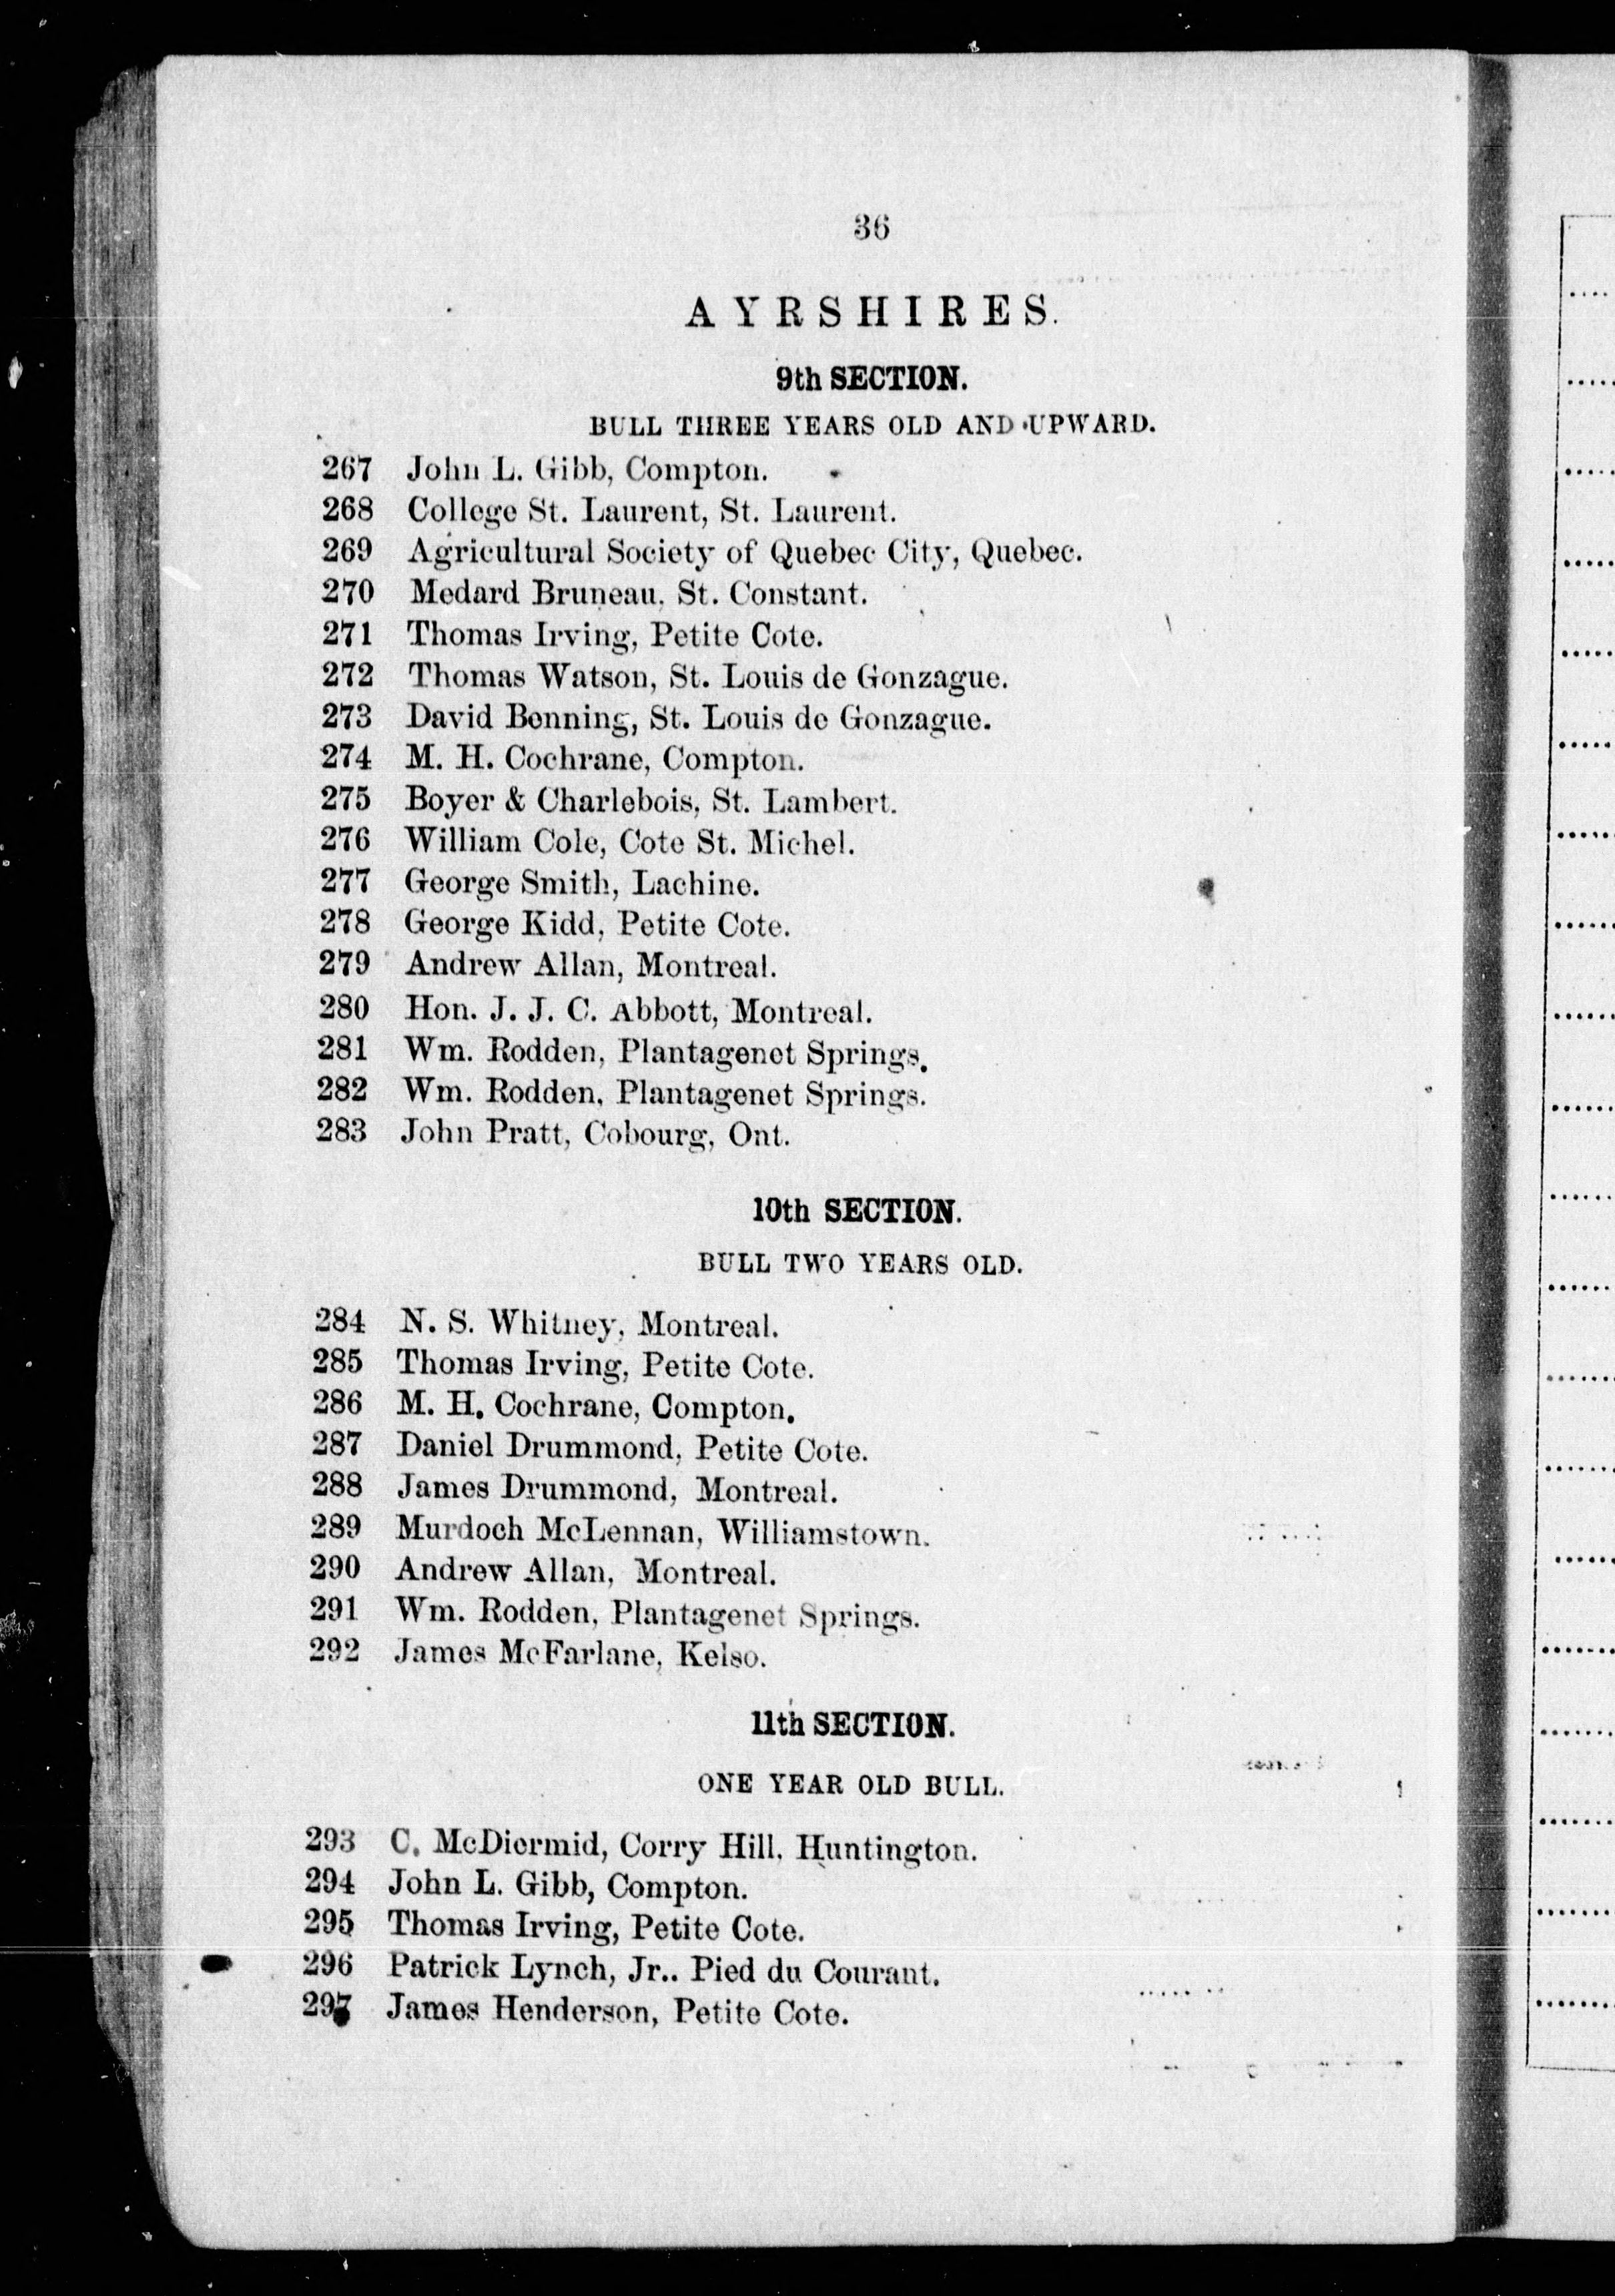 36
AYRSHIRES.
9th SECTION.
BULL THREE YEARS OLD AND UPWARD.
267 John L. Gibb, Compton.
268 College St. Laurent, St. Laurent.
269 Agricultural Society of Quebec City, Quebec.
270 Medard Bruneau, St. Constant.
271 Thomas Irving, Petite Cote.
272 Thomas Watson, St. Louis de Gonzague.
273 David Benning, St. Louis de Gonzague.
274 M. H. Cochrane, Compton.
275 Boyer & Charlebois, St. Lambert.
276 William Cole, Cote St. Michel.
277 George Smith, Lachine.
278 George Kidd, Petite Cote.
279 Andrew Allan, Montreal.
280 Hon. J. J. C. Abbott, Montreal.
281 Wm. Rodden, Plantagenet Springs.
282 Wm. Rodden, Plantagenet Springs.
283 John Pratt, Cobourg, Ont.
10th SECTION.
BULL TWO YEARS OLD.
284 N. S. Whitney, Montreal.
285 Thomas Irving, Petite Cote.
286 M. H. Cochrane, Compton.
287 Daniel Drummond, Petite Cote.
288 James Drummond, Montreal.
289 Murdoch McLennan, Williamstown.
290 Andrew Allan, Montreal.
291 Wm. Rodden, Plantagenet Springs.
292 James McFarlane, Kelso.
11th SECTION.
ONE YEAR OLD BULL.
293 C. McDiermid, Corry Hill, Huntington.
294 John L. Gibb, Compton.
295 Thomas Irving, Petite Cote.
296 Patrick Lynch, Jr.. Pied du Courant.
297 James Henderson, Petite Cote.